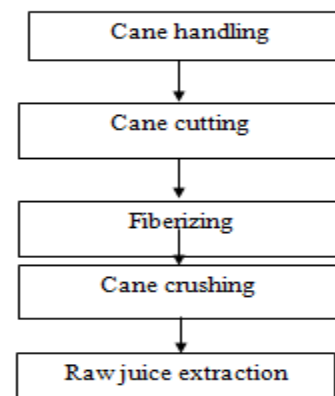 Cane handling
Cane cutting
Fiberizing
Cane crushing
Raw juice extraction